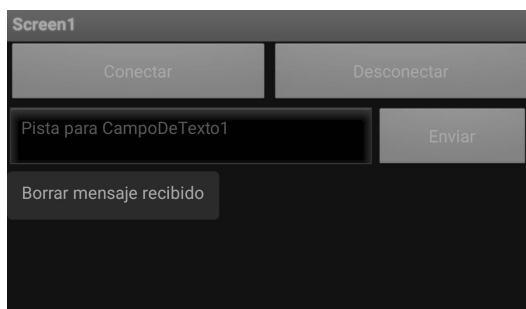 Screen1
Conectar
Desconectar
Pista para CampoDeTexto1
Enviar
Borrar mensaje recibido